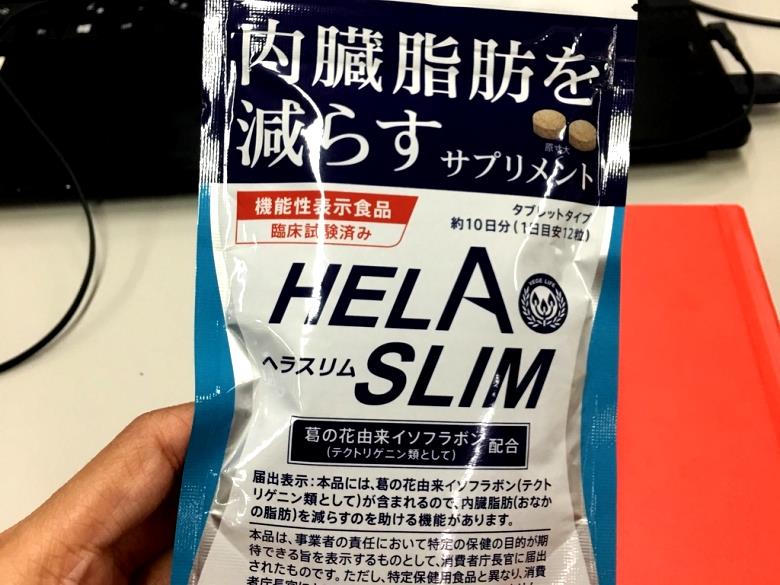 内臓脂肪を
減らす サプリメント
原寸大
機能性表示食品
臨床試験済み
タブレットタイプ
約10日分(1日目安12粒)
HELA
VEGE LIFE
ヘラスリム SLIM
葛の花由来イソフラボン 配合
(テクトリゲニン類として)
届出表示:本品には、葛の花由来イソフラボン(テクト
リゲニン類として)が含まれるので、内臓脂肪(おなか
の脂肪)を減らすのを助ける機能があります。
本品は、事業者の責任において特定の保健の目的が期
待できる旨を表示するものとして、消費者庁長官に届出
されたものです。ただし、特定保健用食品と異なり、消費
者庁長官に